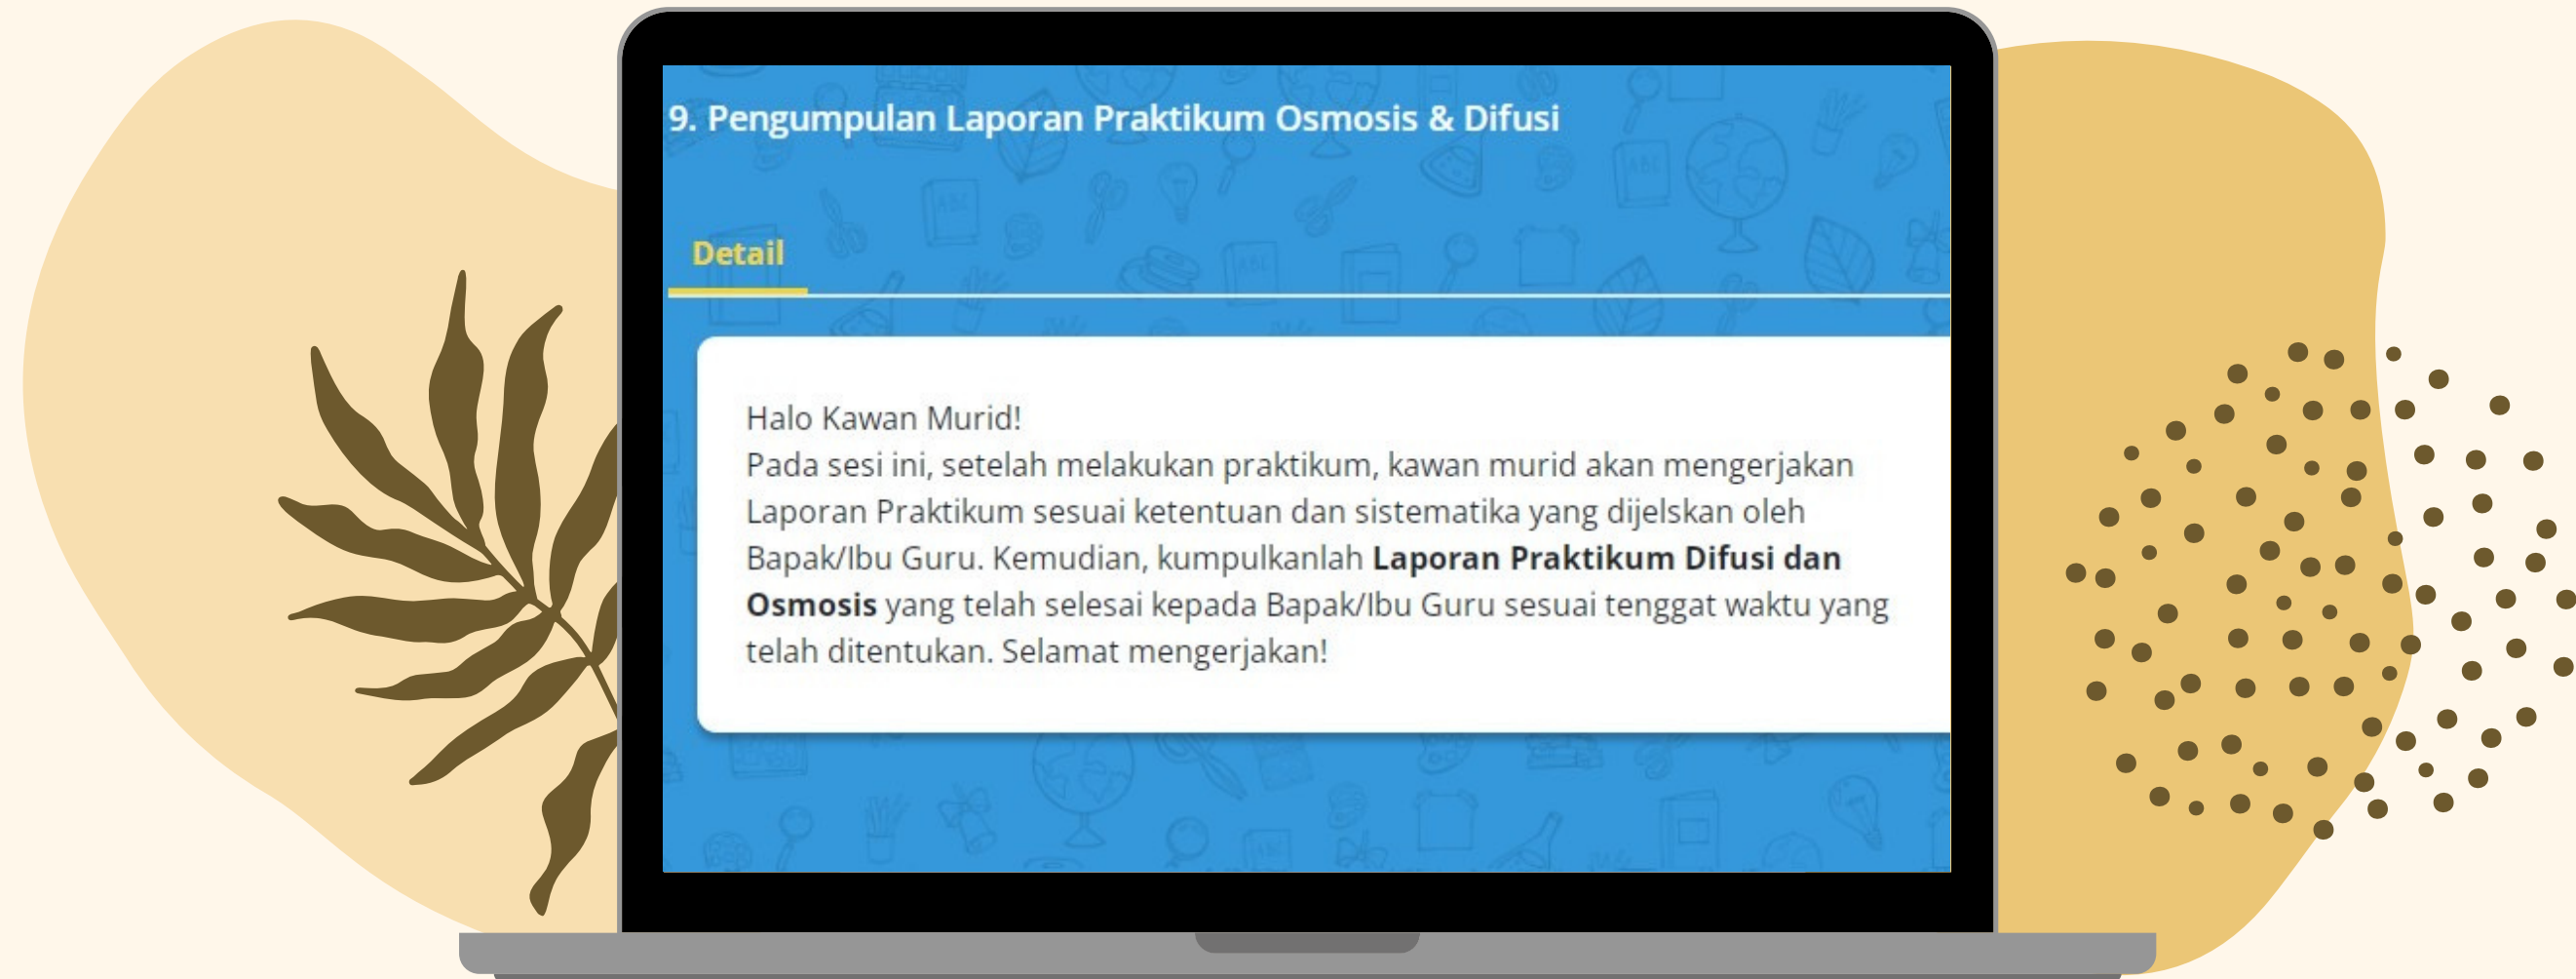 9. Pengumpulan Laporan Praktikum Osmosis & Difusi
Detail
Halo Kawan Murid!
Pada sesi ini, setelah melakukan praktikum, kawan murid akan mengerjakan
Laporan Praktikum sesuai ketentuan dan sistematika yang dijelskan oleh
Bapak/Ibu Guru. Kemudian, kumpulkanlah Laporan Praktikum Difusi dan
Osmosis yang telah selesai kepada Bapak/Ibu Guru sesuai tenggat waktu yang
telah ditentukan. Selamat mengerjakan!